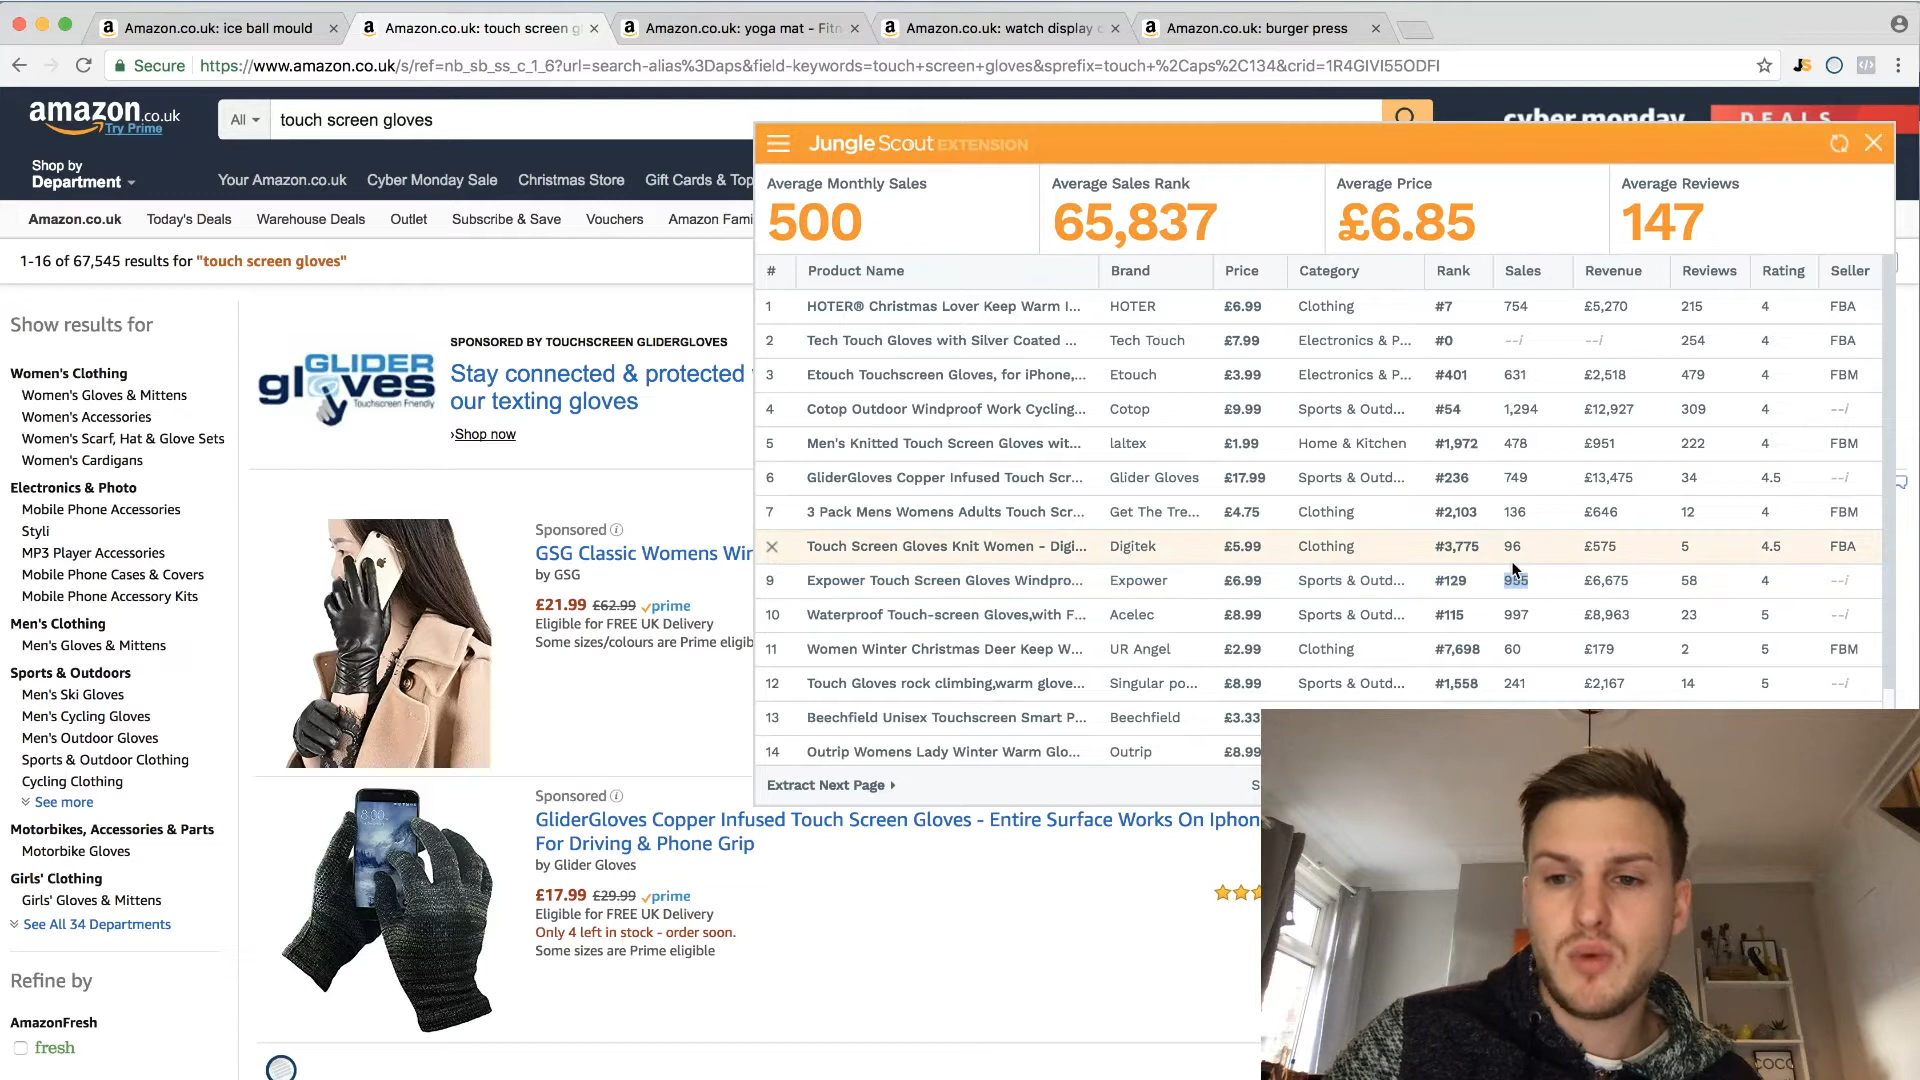 Amazon.co.uk: ice ball mould
Amazon.co.uk: touch screen g
Amazon.co.uk: yoga mat - Fitn
Amazon.co.uk: watch display c
Amazon.co.uk: burger press
Secure
https://www.amazon.co.uk/s/ref=nb_sb_ss_c_1_6?url=search-alias%3Daps&field-keywords=touch+screen+gloves&sprefix=touch+%2Caps%2C134&crid=1R4GIVI55ODFI
JS
amazon.co.uk
Try Prime
All
touch screen gloves
cyber monday
DEALS
Shop by
Department
Your Amazon.co.uk
Cyber Monday Sale
Christmas Store
Gift Cards & Top
Amazon.co.uk
Today's Deals
Warehouse Deals
Outlet
Subscribe & Save
Vouchers
Amazon Fami
1-16 of 67,545 results for "touch screen gloves"
Show results for
Women's Clothing
Women's Gloves & Mittens
Women's Accessories
Women's Scarf, Hat & Glove Sets
Women's Cardigans
Electronics & Photo
Mobile Phone Accessories
Styli
MP3 Player Accessories
Mobile Phone Cases & Covers
Mobile Phone Accessory Kits
Men's Clothing
Men's Gloves & Mittens
Sports & Outdoors
Men's Ski Gloves
Men's Cycling Gloves
Men's Outdoor Gloves
Sports & Outdoor Clothing
Cycling Clothing
See more
Motorbikes, Accessories & Parts
Motorbike Gloves
Girls' Clothing
Girls' Gloves & Mittens
See All 34 Departments
Refine by
AmazonFresh
fresh
GLIDER
gloves
Touchscreen Friendly
SPONSORED BY TOUCHSCREEN GLIDERGLOVES
Stay connected & protected
our texting gloves
›Shop now
Sponsored
GSG Classic Womens Wi
by GSG
£21.99 £62.99 prime
Eligible for FREE UK Delivery
Some sizes/colours are Prime eligib
8:00
Sponsored
GliderGloves Copper Infused Touch Screen Gloves - Entire Surface Works On Iphon
For Driving & Phone Grip
by Glider Gloves
£17.99 £29.99 prime
Eligible for FREE UK Delivery
Only 4 left in stock - order soon.
Some sizes are Prime eligible
Jungle Scout EXTENSION
Average Monthly Sales
500
Average Sales Rank
65,837
Average Price
£6.85
Average Reviews
147
# Product Name Brand Price Category Rank Sales Revenue Reviews Rating Seller
1 HOTER® Christmas Lover Keep Warm I... HOTER £6.99 Clothing #7 754 £5,270 215 4 FBA
2 Tech Touch Gloves with Silver Coated ... Tech Touch £7.99 Electronics & P... #0 --i --i 254 4 FBA
3 Etouch Touchscreen Gloves, for iPhone,... Etouch £3.99 Electronics & P... #401 631 £2,518 479 4 FBM
4 Cotop Outdoor Windproof Work Cycling... Cotop £9.99 Sports & Outd... #54 1,294 £12,927 309 4 --i
5 Men's Knitted Touch Screen Gloves wit... laltex £1.99 Home & Kitchen #1,972 478 £951 222 4 FBM
6 GliderGloves Copper Infused Touch Scr... Glider Gloves £17.99 Sports & Outd... #236 749 £13,475 34 4.5 --i
7 3 Pack Mens Womens Adults Touch Scr... Get The Tre... £4.75 Clothing #2,103 136 £646 12 4 FBM
Touch Screen Gloves Knit Women - Digi... Digitek £5.99 Clothing #3,775 96 £575 5 4.5 FBA
9 Expower Touch Screen Gloves Windpro... Expower £6.99 Sports & Outd... #129 955 £6,675 58 4 --i
10 Waterproof Touch-screen Gloves,with F... Acelec £8.99 Sports & Outd... #115 997 £8,963 23 5 --i
11 Women Winter Christmas Deer Keep W... UR Angel £2.99 Clothing #7,698 60 £179 2 5 FBM
12 Touch Gloves rock climbing,warm glove... Singular po... £8.99 Sports & Outd... #1,558 241 £2,167 14 5 --i
13 Beechfield Unisex Touchscreen Smart P... Beechfield £3.33
14 Outrip Womens Lady Winter Warm Glo... Outrip £8.99
Extract Next Page
S
COCO